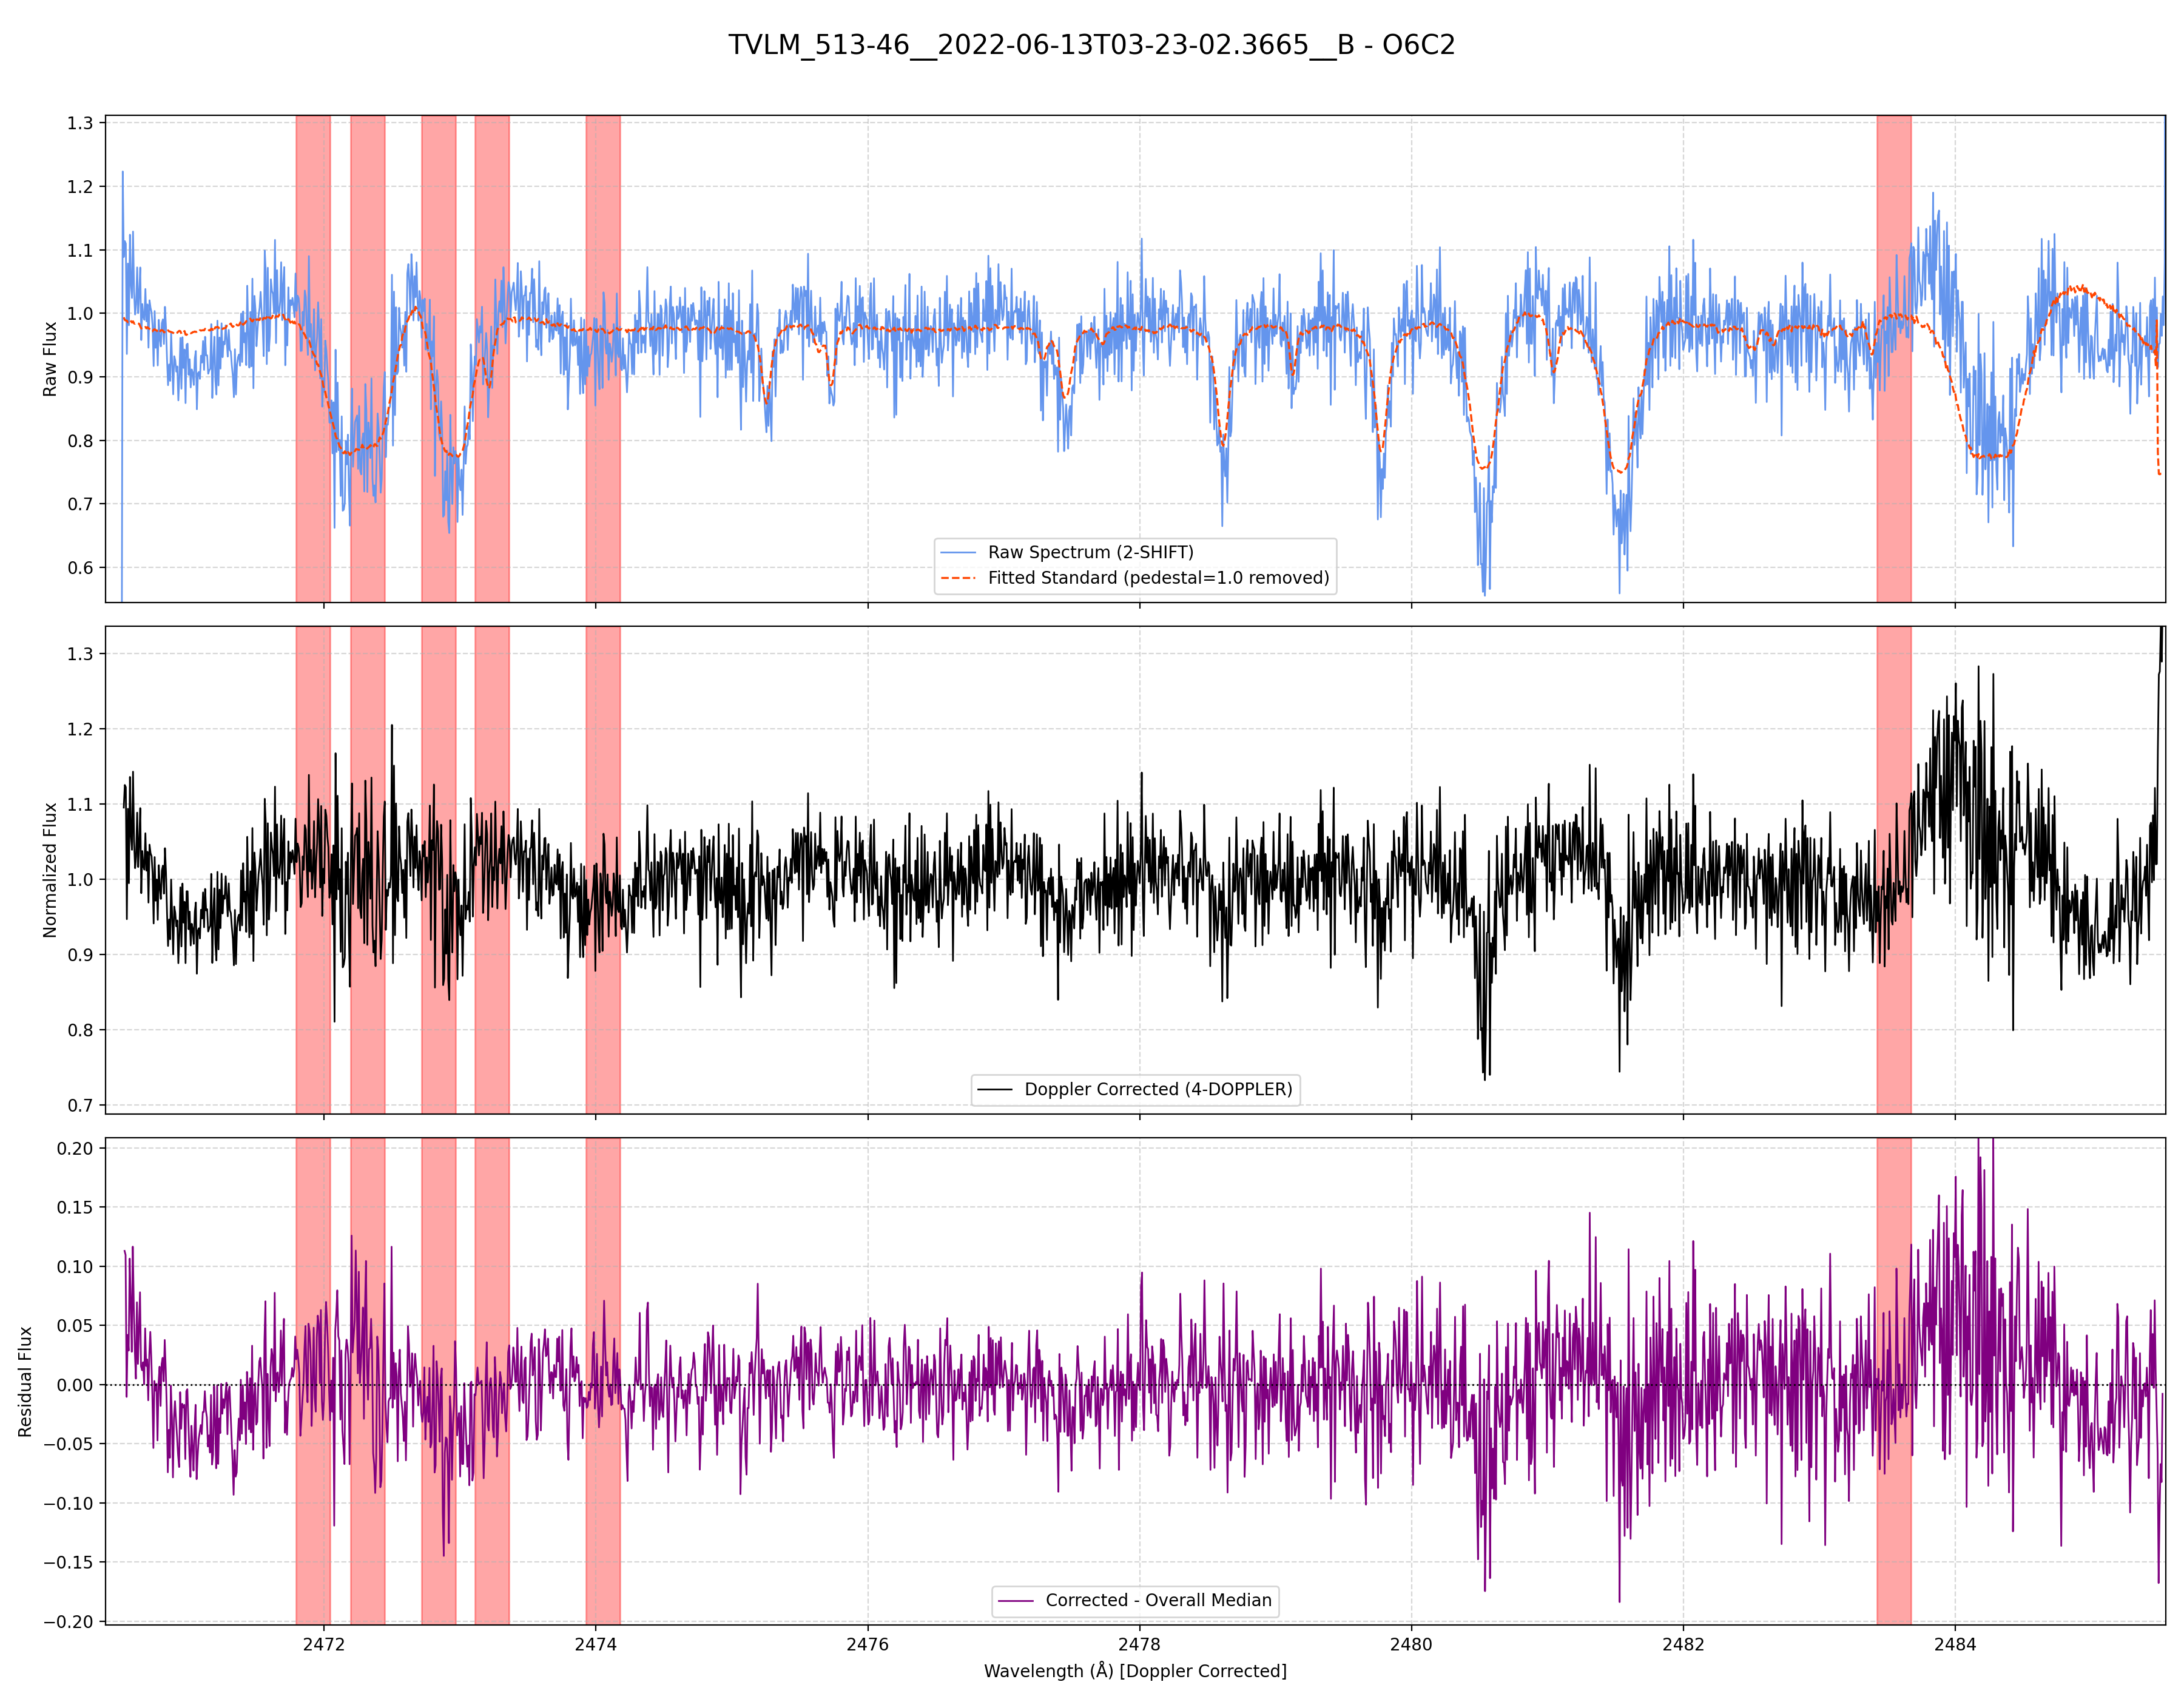 TVLM_513-46__2022-06-13T03-23-02.3665__B - O6C2
1.3
1.2
1.1
1.0
0.9
0.8
0.7
0.6
Raw Flux
Raw Spectrum (2-SHIFT)
Fitted Standard (pedestal=1.0 removed)
1.3
1.2
1.1
1.0
0.9
0.8
0.7
Normalized Flux
Doppler Corrected (4-DOPPLER)
0.20
0.15
0.10
0.05
0.00
−0.05
−0.10
−0.15
−0.20
Residual Flux
Corrected - Overall Median
2472 2474 2476 2478 2480 2482 2484
Wavelength (Å) [Doppler Corrected]